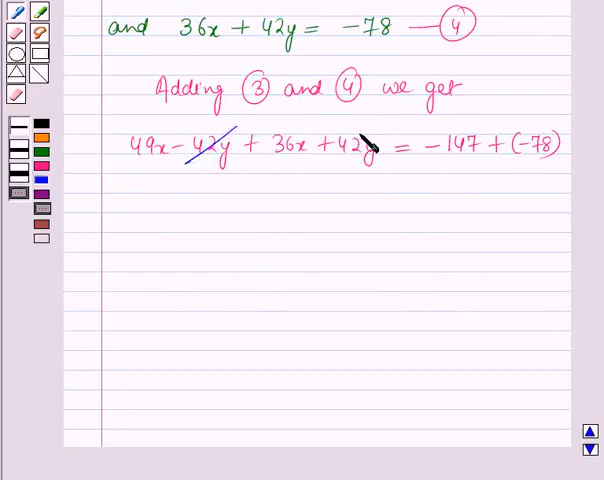 and 36x + 42y = -78 — ④
Adding ③ and ④ we get
49x - 42y + 36x + 42y = -147 + (-78)